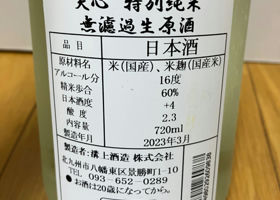 天心 特別純米
無濾過生原酒
品目 日本酒
原材料名 米(国産)、米麹(国産米)
アルコール分 16度
精米歩合 60%
日本酒度 +4
酸度 2.3
内容量 720ml
製造年月 2023年3月
製造者:溝上酒造 株式会社
北九州市八幡東区景勝町1-10
TEL.093-652-0289
●お酒は20歳になってから。